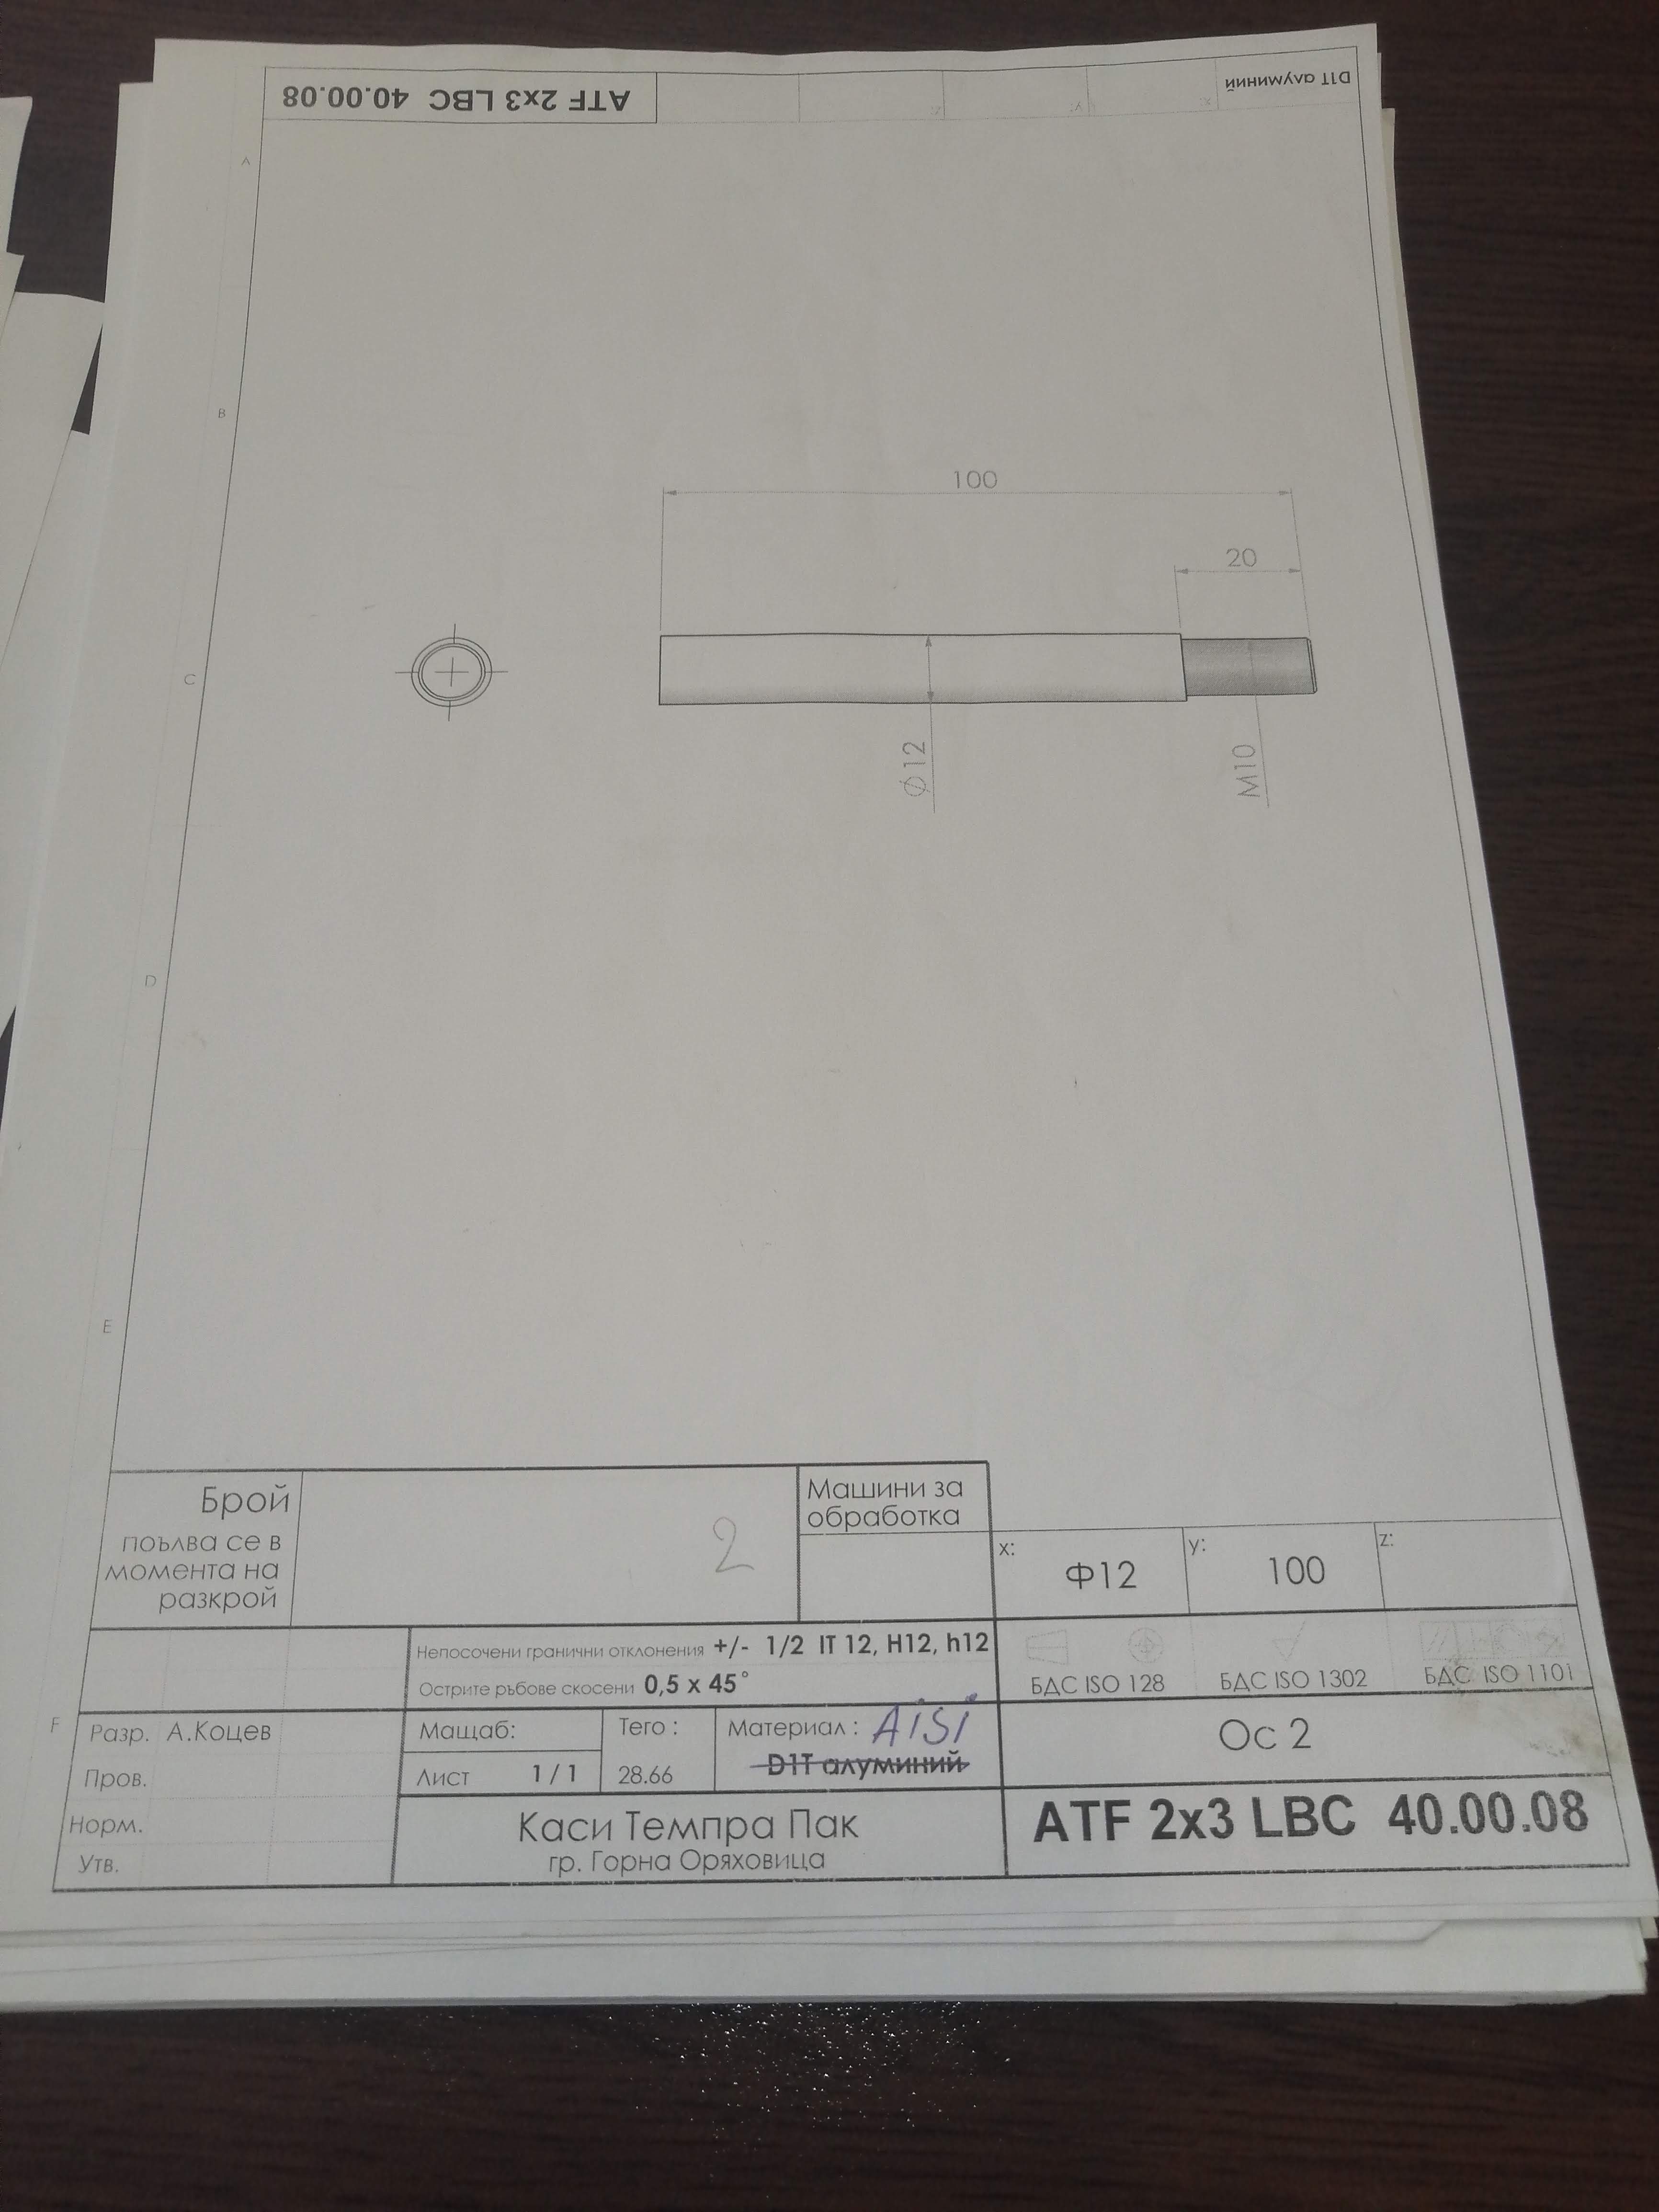 ATF 2x3 LBC 40.00.08
D1T алуминий
A
B
C
D
E
F
100
20
Ø12
M10
Брой
поълва се в
момента на
разкрой
2
Машини за
обработка
x:
Ф12
y:
100
z:
Непосочени гранични отклонения +/- 1/2 IT 12, H12, h12
Острите ръбове скосени 0,5 x 45°
БДС ISO 128
БДС ISO 1302
БДС ISO 1101
Разр. А.Коцев
Пров.
Норм.
Утв.
Мащаб:
Лист 1 / 1
Тего :
28.66
Материал : AiSi
D1T алуминий
Ос 2
Каси Темпра Пак
гр. Горна Оряховица
ATF 2x3 LBC 40.00.08